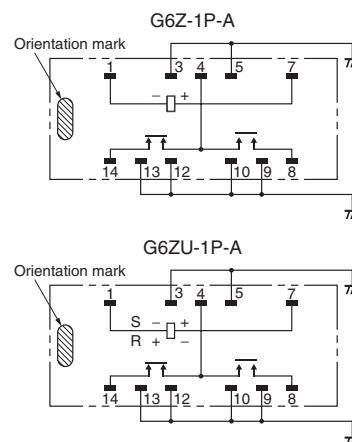 G6Z-1P-A
Orientation mark
1 3 4 5 7
− +
14 13 12 10 9 8
G6ZU-1P-A
Orientation mark
1 3 4 5 7
S − +
R + −
14 13 12 10 9 8